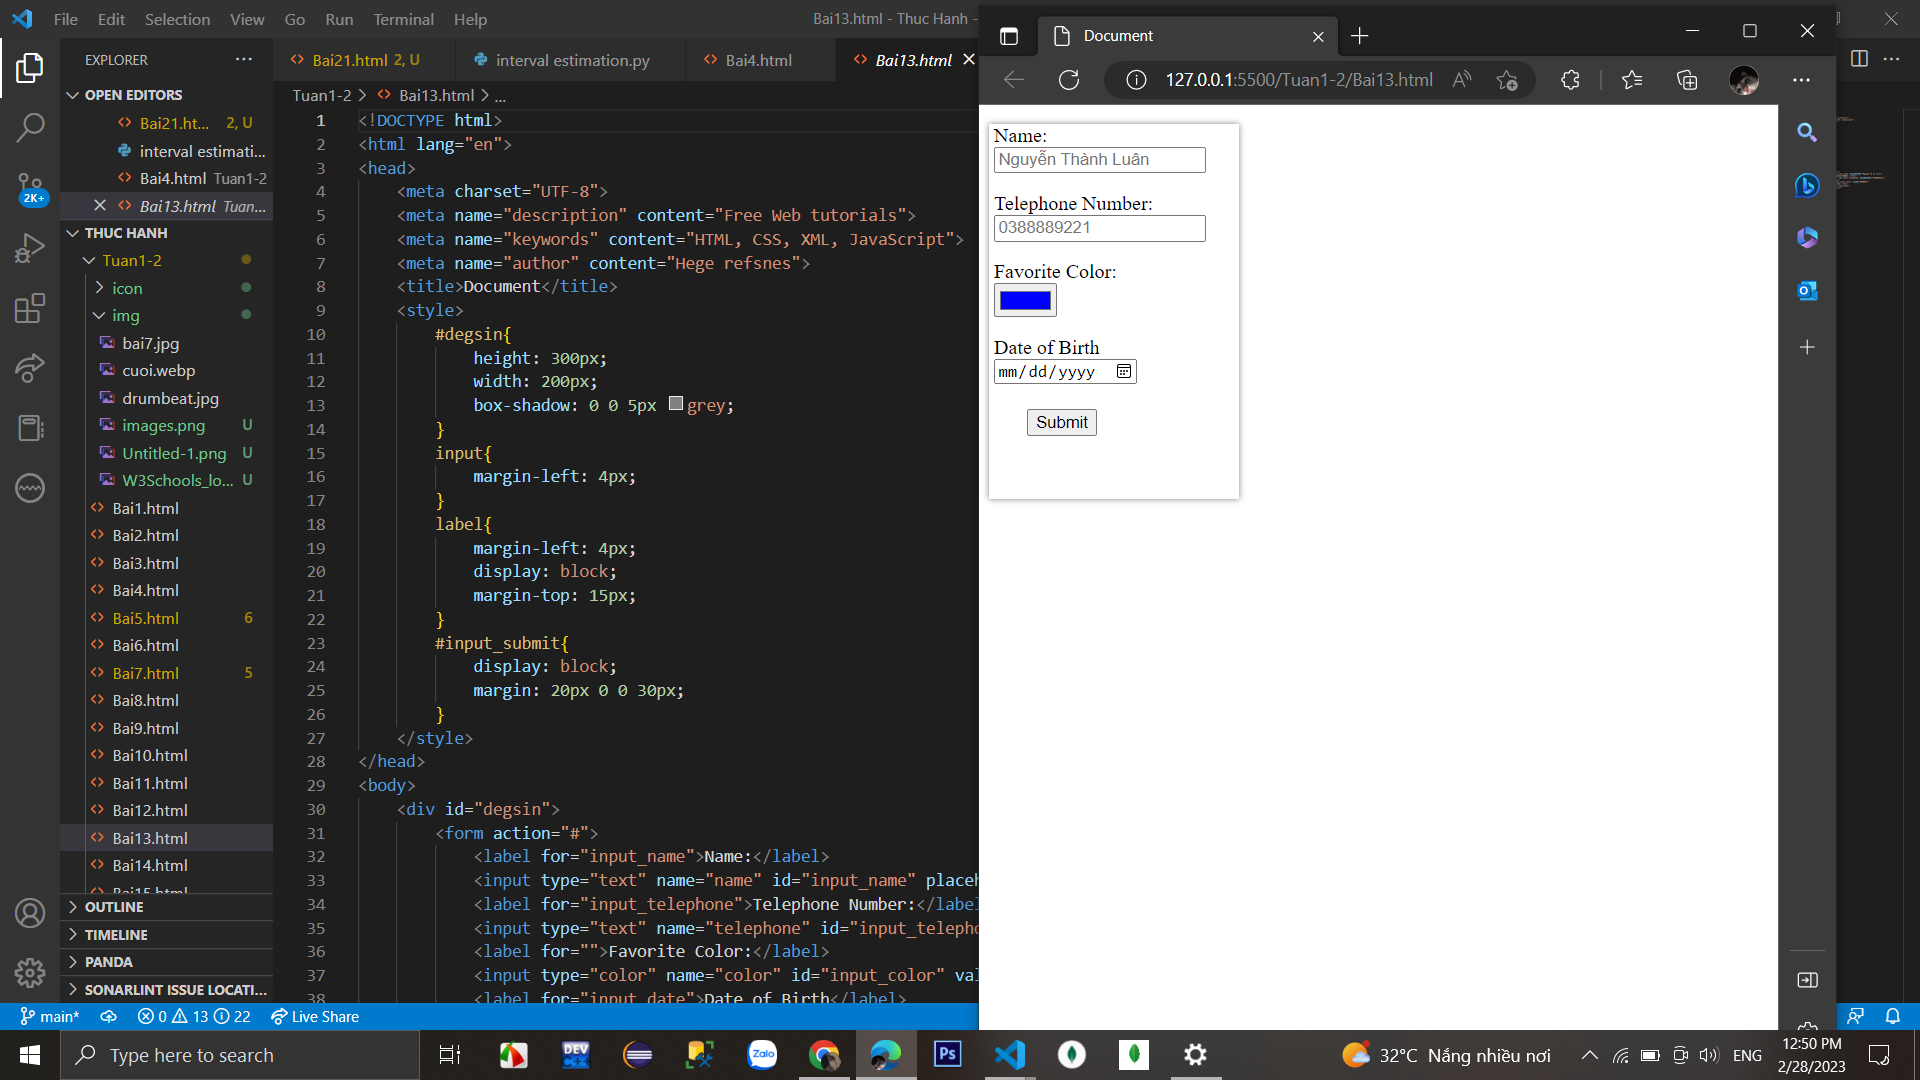 File Edit Selection View Go Run Terminal Help
Bai13.html - Thuc Hanh -
EXPLORER
OPEN EDITORS
Bai21.ht... 2, U
interval estimati...
Bai4.html Tuan1-2
Bai13.html Tuan...
THUC HANH
Tuan1-2
icon
img
bai7.jpg
cuoi.webp
drumbeat.jpg
images.png U
Untitled-1.png U
W3Schools_lo... U
Bai1.html
Bai2.html
Bai3.html
Bai4.html
Bai5.html 6
Bai6.html
Bai7.html 5
Bai8.html
Bai9.html
Bai10.html
Bai11.html
Bai12.html
Bai13.html
Bai14.html
Bai15.html
OUTLINE
TIMELINE
PANDA
SONARLINT ISSUE LOCATI...
2K+
Bai21.html 2, U
interval estimation.py
Bai4.html
Bai13.html
Tuan1-2 > Bai13.html > ...
1 <!DOCTYPE html>
2 <html lang="en">
3 <head>
4 <meta charset="UTF-8">
5 <meta name="description" content="Free Web tutorials">
6 <meta name="keywords" content="HTML, CSS, XML, JavaScript">
7 <meta name="author" content="Hege refsnes">
8 <title>Document</title>
9 <style>
10 #degsin{
11 height: 300px;
12 width: 200px;
13 box-shadow: 0 0 5px grey;
14 }
15 input{
16 margin-left: 4px;
17 }
18 label{
19 margin-left: 4px;
20 display: block;
21 margin-top: 15px;
22 }
23 #input_submit{
24 display: block;
25 margin: 20px 0 0 30px;
26 }
27 </style>
28 </head>
29 <body>
30 <div id="degsin">
31 <form action="#">
32 <label for="input_name">Name:</label>
33 <input type="text" name="name" id="input_name" placeh
34 <label for="input_telephone">Telephone Number:</label
35 <input type="text" name="telephone" id="input_telepho
36 <label for="">Favorite Color:</label>
37 <input type="color" name="color" id="input_color" val
38 <label for="input_date">Date of Birth</label>
Document
127.0.0.1:5500/Tuan1-2/Bai13.html
Name:
Nguyễn Thành Luân
Telephone Number:
0388889221
Favorite Color:
Date of Birth
mm/dd/yyyy
Submit
main* 0 13 22 Live Share
Type here to search
DEV C++
Zalo
Ps
32°C Nắng nhiều nơi
ENG
12:50 PM
2/28/2023